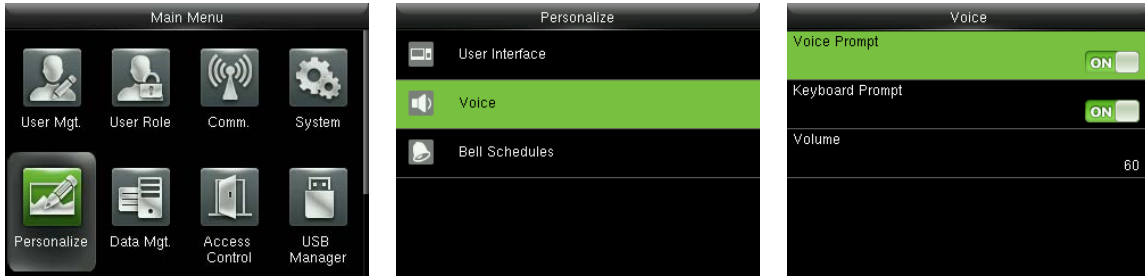 Main Menu
User Mgt.
User Role
Comm.
System
Personalize
Data Mgt.
Access
Control
USB
Manager
Personalize
User Interface
Voice
Bell Schedules
Voice
Voice Prompt
ON
Keyboard Prompt
ON
Volume
60